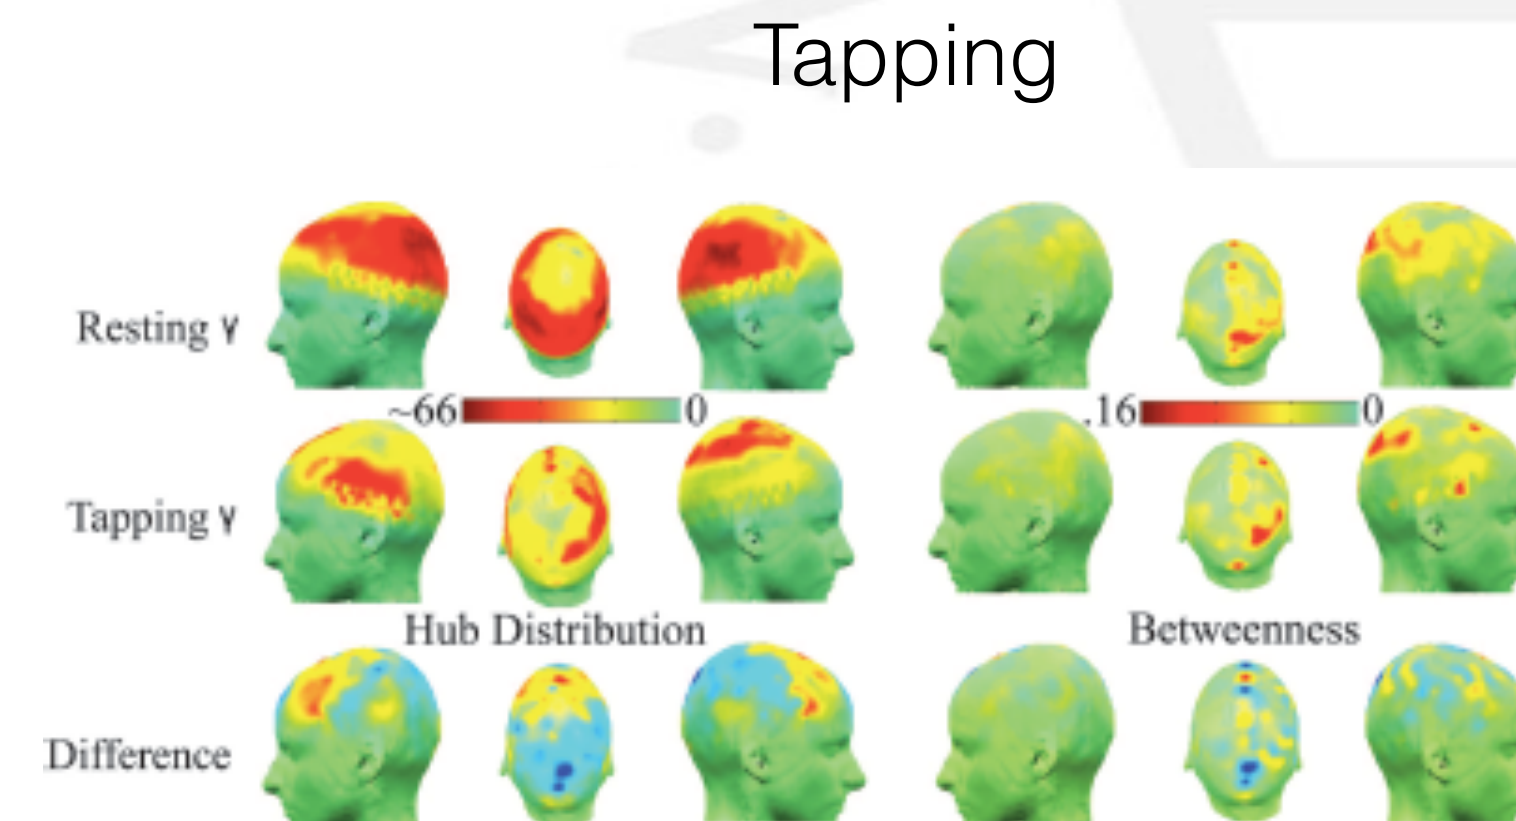 Tapping
Resting γ
~66 0
.16 0
Tapping γ
Hub Distribution
Betweenness
Difference